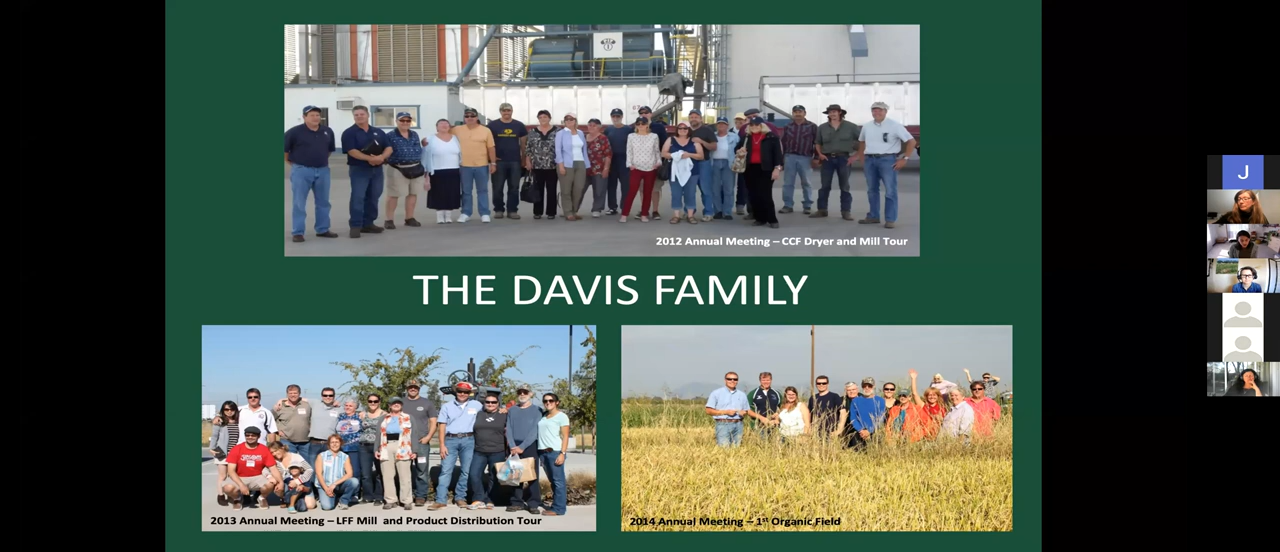 2012 Annual Meeting – CCF Dryer and Mill Tour
THE DAVIS FAMILY
2013 Annual Meeting – LFF Mill and Product Distribution Tour
2014 Annual Meeting – 1st Organic Field
J